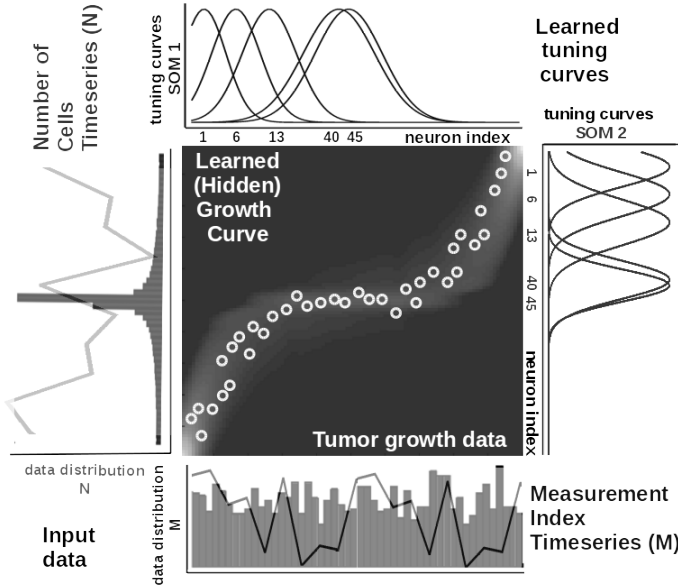 Number of
Cells
Timeseries (N)
tuning curves
SOM 1
1 6 13 40 45 neuron index
Learned
tuning
curves
tuning curves
SOM 2
1
6
13
40
45
neuron index
Learned
(Hidden)
Growth
Curve
Tumor growth data
data distribution
N
Input
data
data distribution
M
Measurement
Index
Timeseries (M)